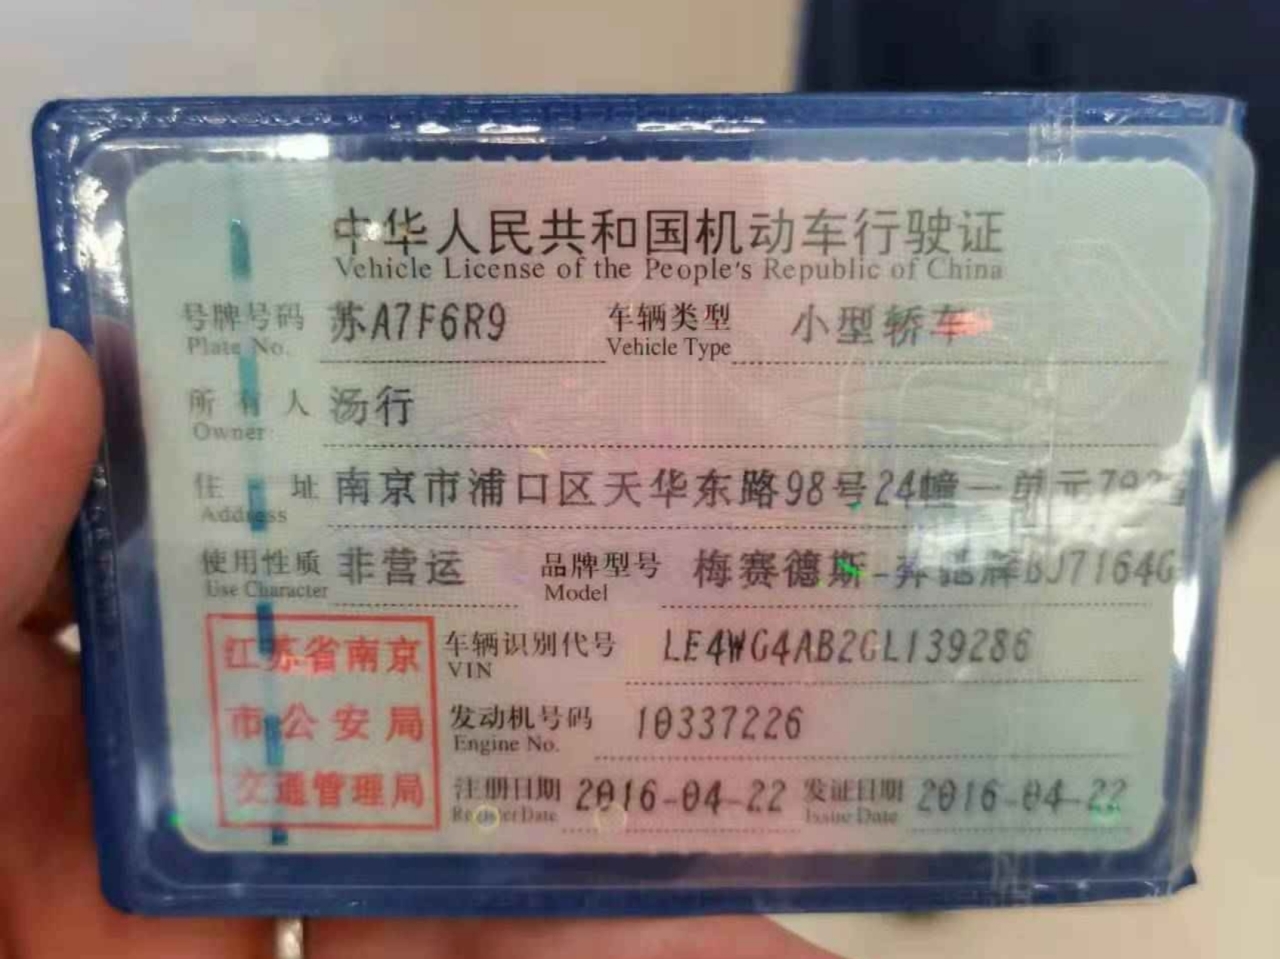 中华人民共和国机动车行驶证
Vehicle License of the People's Republic of China
号牌号码 苏A7F6R9 车辆类型 小型轿车
Plate No. Vehicle Type
所有人 汤行
Owner
住址 南京市浦口区天华东路98号24幢一单元792室
Address
使用性质 非营运 品牌型号 梅赛德斯-奔驰牌BJ7164G
Use Character Model
江苏省南京
市公安局
交通管理局
车辆识别代号 LE4WG4AB2GL139286
VIN
发动机号码 10337226
Engine No.
注册日期 2016-04-22 发证日期 2016-04-22
Register Date Issue Date